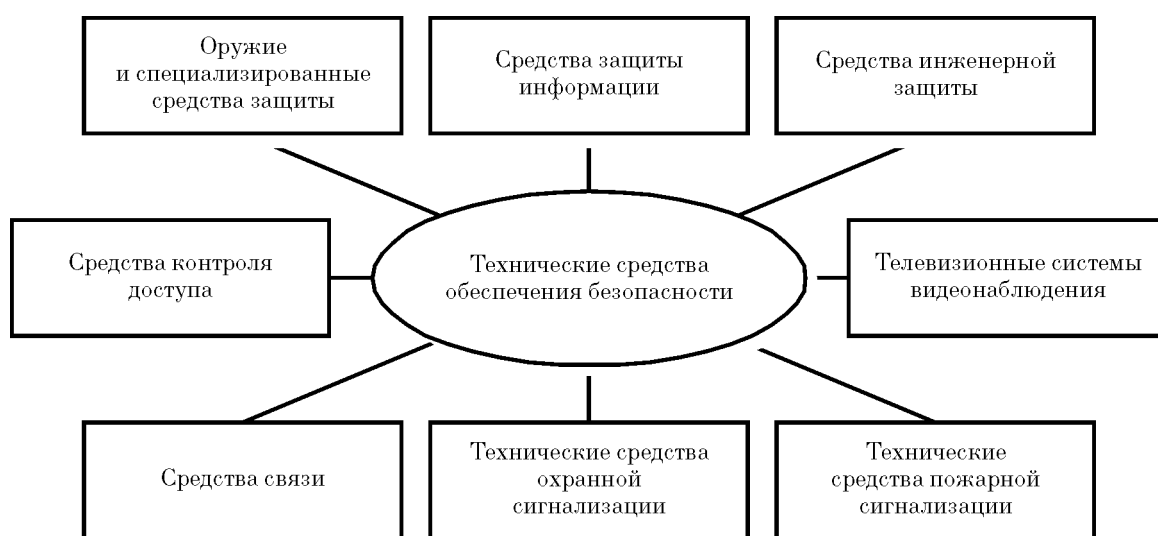 Оружие
и специализированные
средства защиты
Средства защиты
информации
Средства инженерной
защиты
Средства контроля
доступа
Технические средства
обеспечения безопасности
Телевизионные системы
видеонаблюдения
Средства связи
Технические средства
охранной
сигнализации
Технические
средства пожарной
сигнализации